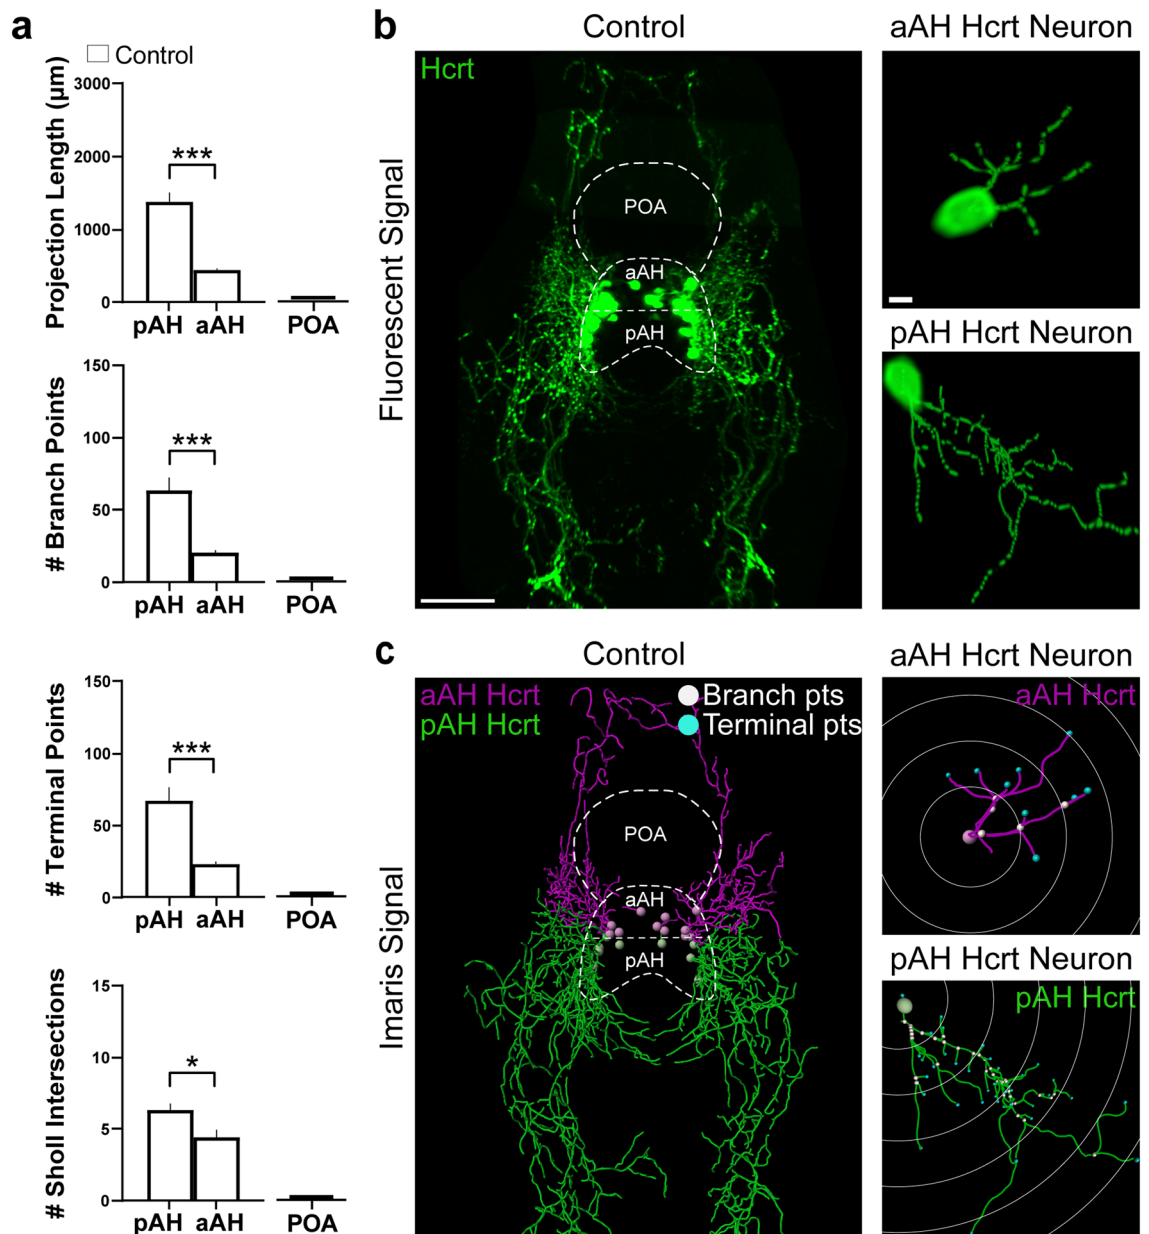 a
Control
Projection Length (µm)
3000
2000
1000
0
***
pAH aAH POA
# Branch Points
150
100
50
0
***
pAH aAH POA
# Terminal Points
150
100
50
0
***
pAH aAH POA
# Sholl Intersections
15
10
5
0
*
pAH aAH POA
b
Control
Fluorescent Signal
Hcrt
POA
aAH
pAH
aAH Hcrt Neuron
pAH Hcrt Neuron
c
Control
Imaris Signal
aAH Hcrt
pAH Hcrt
Branch pts
Terminal pts
POA
aAH
pAH
aAH Hcrt Neuron
aAH Hcrt
pAH Hcrt Neuron
pAH Hcrt